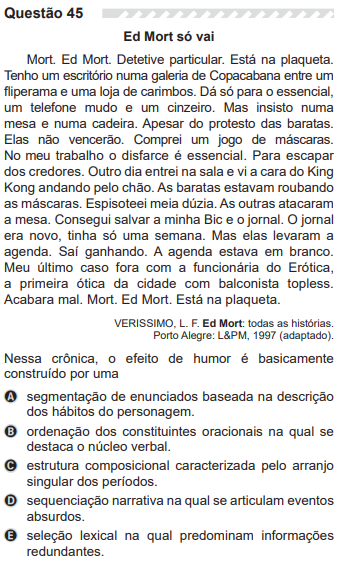 Questão 45
Ed Mort só vai
Mort. Ed Mort. Detetive particular. Está na plaqueta.
Tenho um escritório numa galeria de Copacabana entre um
fliperama e uma loja de carimbos. Dá só para o essencial,
um telefone mudo e um cinzeiro. Mas insisto numa
mesa e numa cadeira. Apesar do protesto das baratas.
Elas não vencerão. Comprei um jogo de máscaras.
No meu trabalho o disfarce é essencial. Para escapar
dos credores. Outro dia entrei na sala e vi a cara do King
Kong andando pelo chão. As baratas estavam roubando
as máscaras. Espisoteei meia dúzia. As outras atacaram
a mesa. Consegui salvar a minha Bic e o jornal. O jornal
era novo, tinha só uma semana. Mas elas levaram a
agenda. Saí ganhando. A agenda estava em branco.
Meu último caso fora com a funcionária do Erótica,
a primeira ótica da cidade com balconista topless.
Acabara mal. Mort. Ed Mort. Está na plaqueta.
VERISSIMO, L. F. Ed Mort: todas as histórias.
Porto Alegre: L&PM, 1997 (adaptado).
Nessa crônica, o efeito de humor é basicamente
construído por uma
A segmentação de enunciados baseada na descrição
dos hábitos do personagem.
B ordenação dos constituintes oracionais na qual se
destaca o núcleo verbal.
C estrutura composicional caracterizada pelo arranjo
singular dos períodos.
D sequenciação narrativa na qual se articulam eventos
absurdos.
E seleção lexical na qual predominam informações
redundantes.